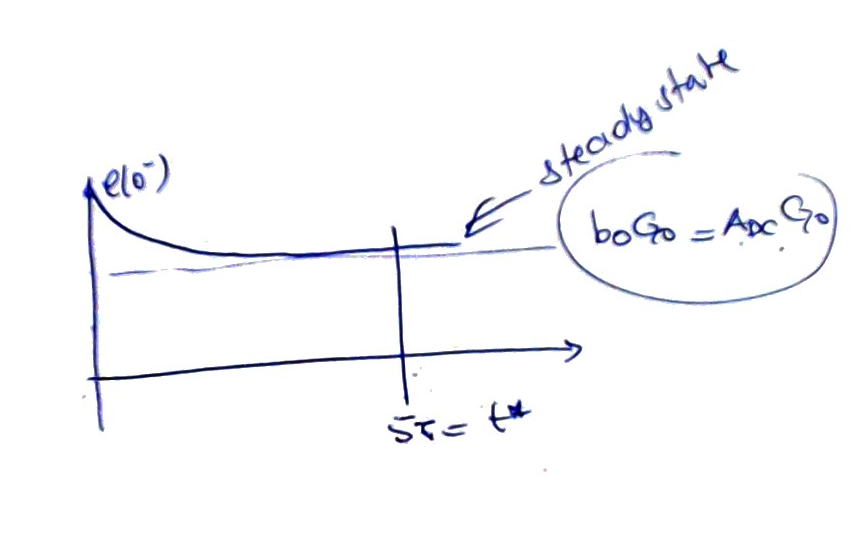 steady state
e(0⁻)
b₀G₀ = A_DC G₀
5τ = t*